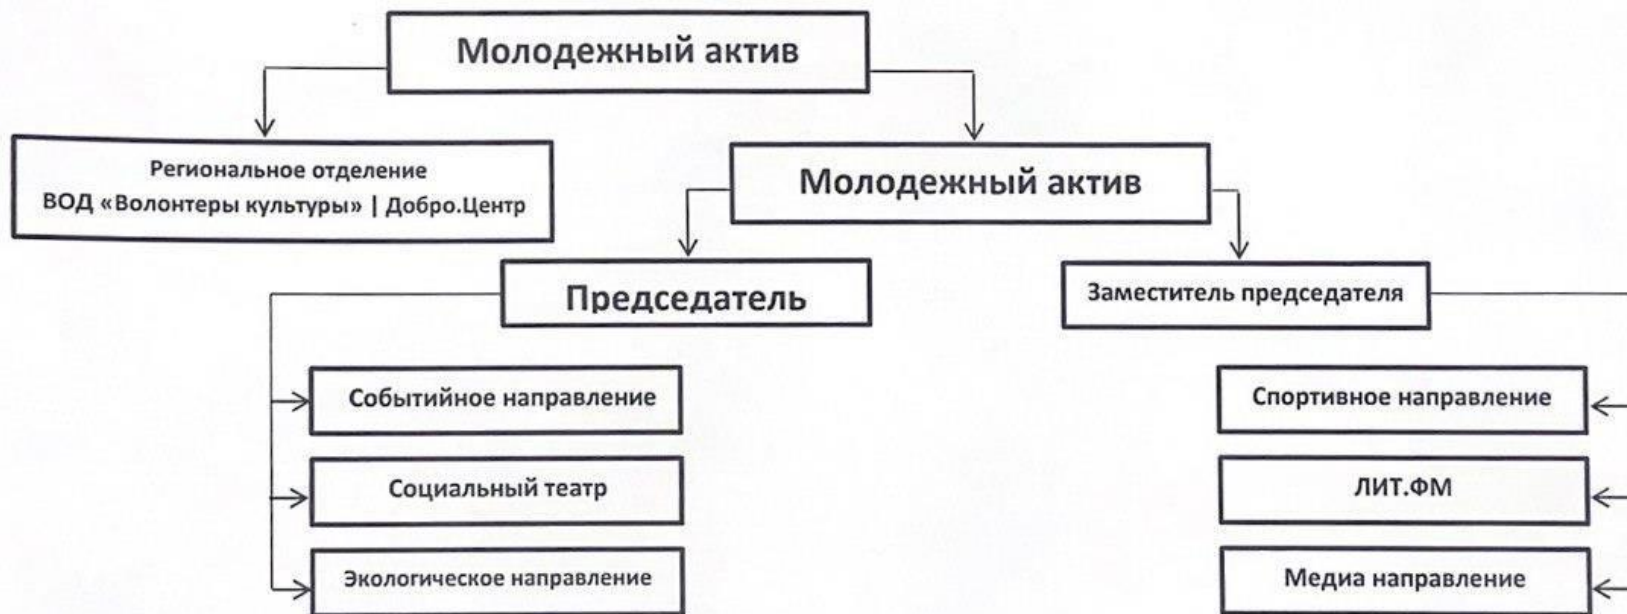 Молодежный актив
Региональное отделение
ВОД «Волонтеры культуры» | Добро.Центр
Молодежный актив
Председатель
Заместитель председателя
Событийное направление
Спортивное направление
Социальный театр
ЛИТ.ФМ
Экологическое направление
Медиа направление